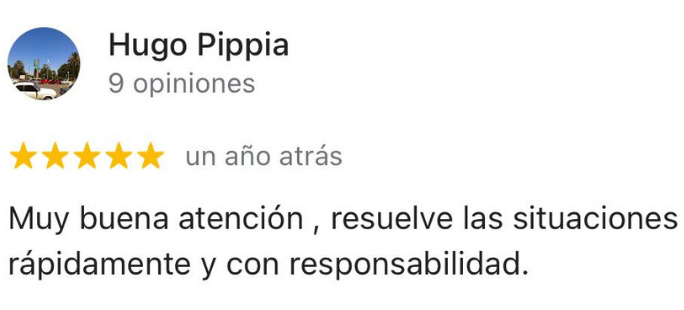 Hugo Pippia
9 opiniones
un año atrás
Muy buena atención , resuelve las situaciones
rápidamente y con responsabilidad.